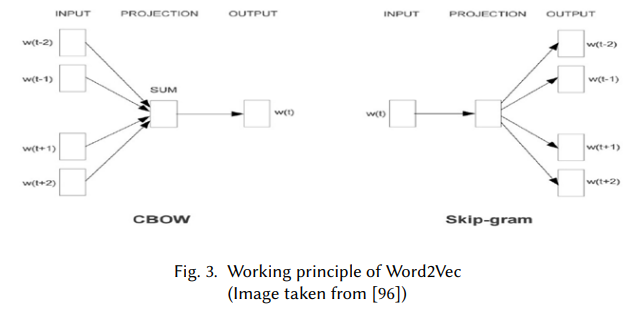 INPUT PROJECTION OUTPUT
w(t-2)
w(t-1)
SUM
w(t)
w(t+1)
w(t+2)
CBOW
INPUT PROJECTION OUTPUT
w(t-2)
w(t-1)
w(t)
w(t+1)
w(t+2)
Skip-gram
Fig. 3. Working principle of Word2Vec
(Image taken from [96])